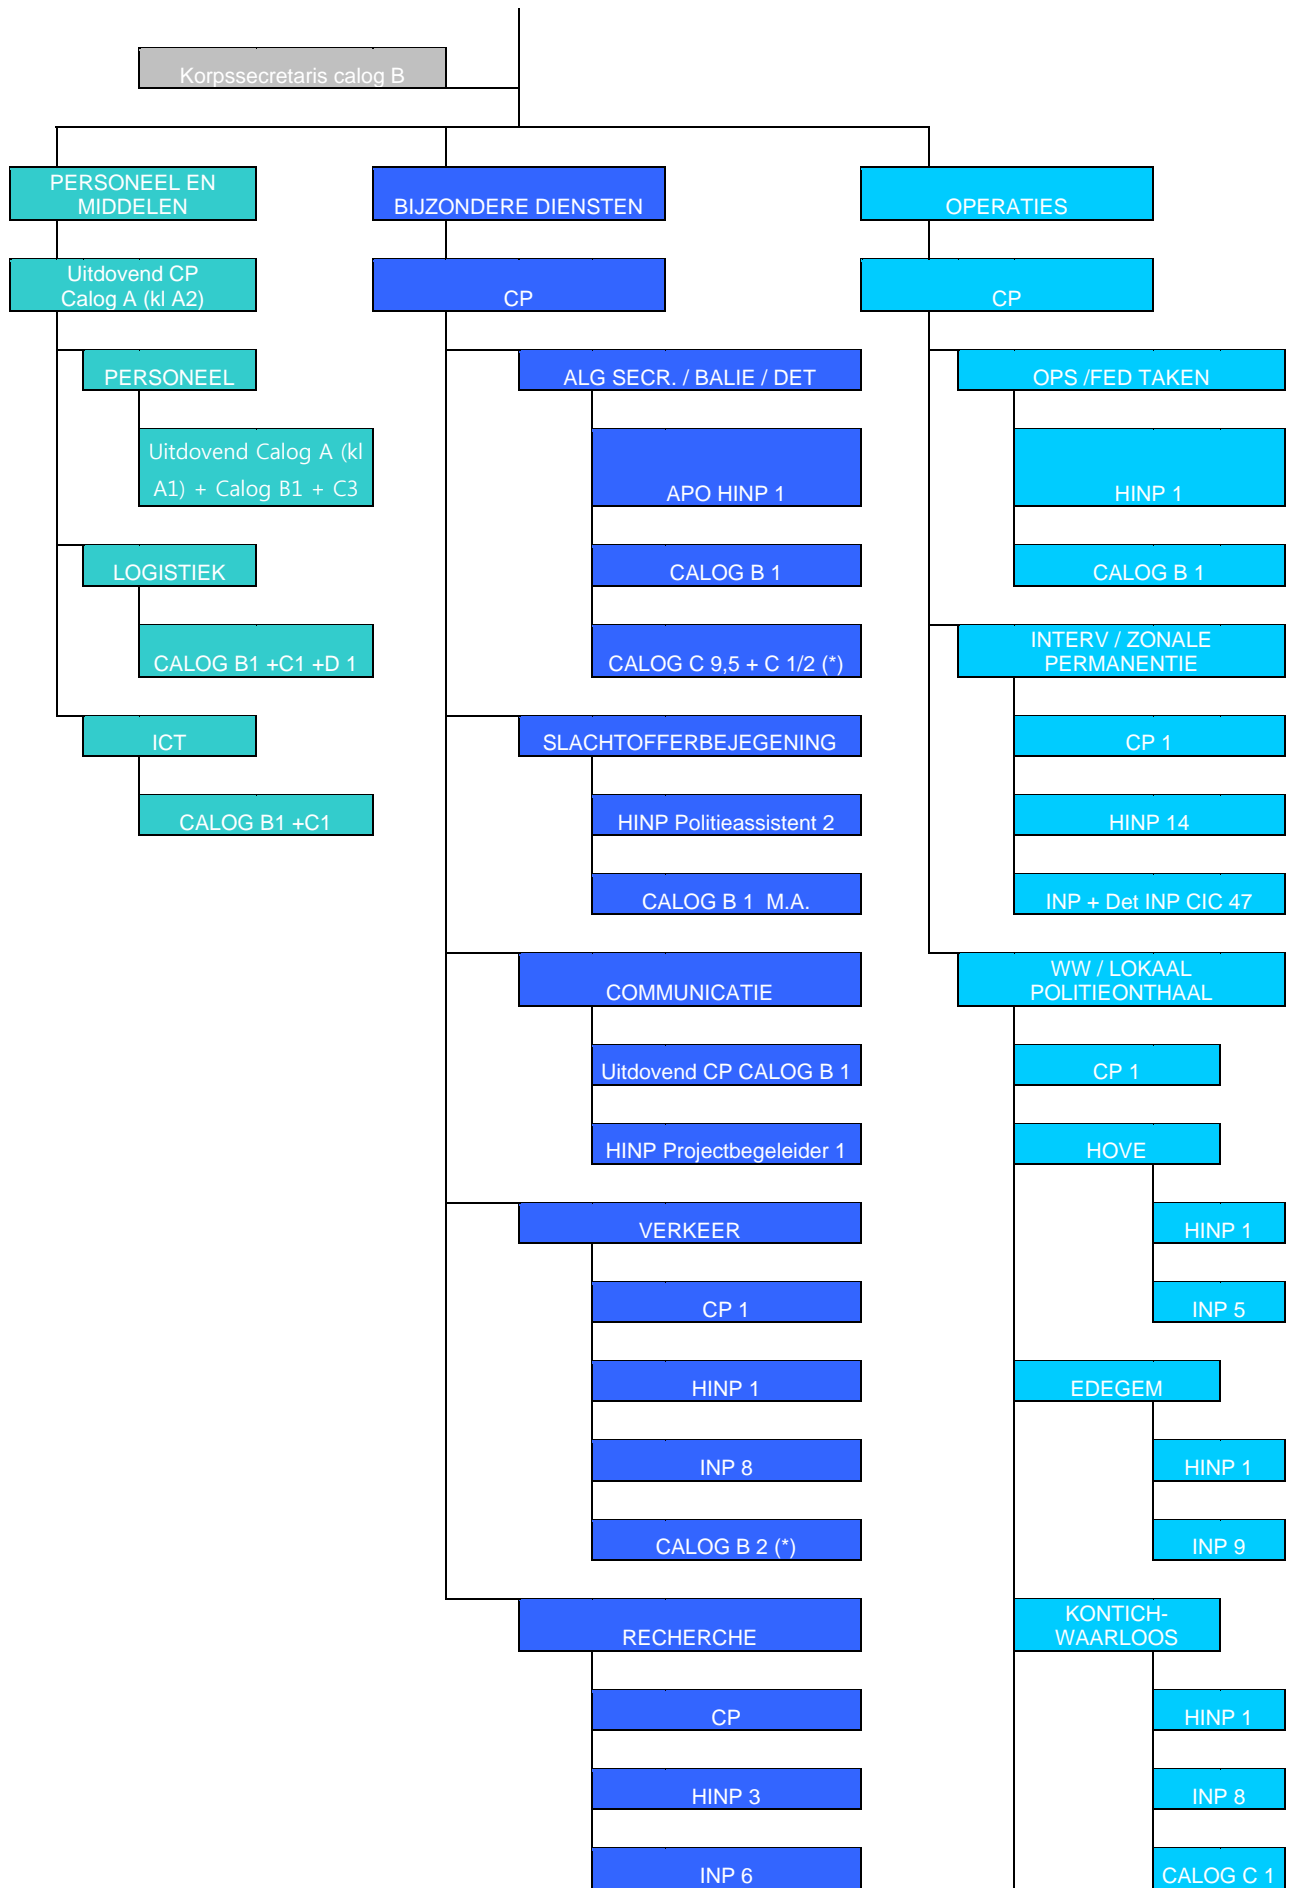 Korpssecretaris calog B
PERSONEEL EN
MIDDELEN
Uitdovend CP
Calog A (kl A2)
PERSONEEL
Uitdovend Calog A (kl
A1) + Calog B1 + C3
LOGISTIEK
CALOG B1 +C1 +D 1
ICT
CALOG B1 +C1
BIJZONDERE DIENSTEN
CP
ALG SECR. / BALIE / DET
APO HINP 1
CALOG B 1
CALOG C 9,5 + C 1/2 (*)
SLACHTOFFERBEJEGENING
HINP Politieassistent 2
CALOG B 1 M.A.
COMMUNICATIE
Uitdovend CP CALOG B 1
HINP Projectbegeleider 1
VERKEER
CP 1
HINP 1
INP 8
CALOG B 2 (*)
RECHERCHE
CP
HINP 3
INP 6
OPERATIES
CP
OPS /FED TAKEN
HINP 1
CALOG B 1
INTERV / ZONALE
PERMANENTIE
CP 1
HINP 14
INP + Det INP CIC 47
WW / LOKAAL
POLITIEONTHAAL
CP 1
HOVE
HINP 1
INP 5
EDEGEM
HINP 1
INP 9
KONTICH-
WAARLOOS
HINP 1
INP 8
CALOG C 1